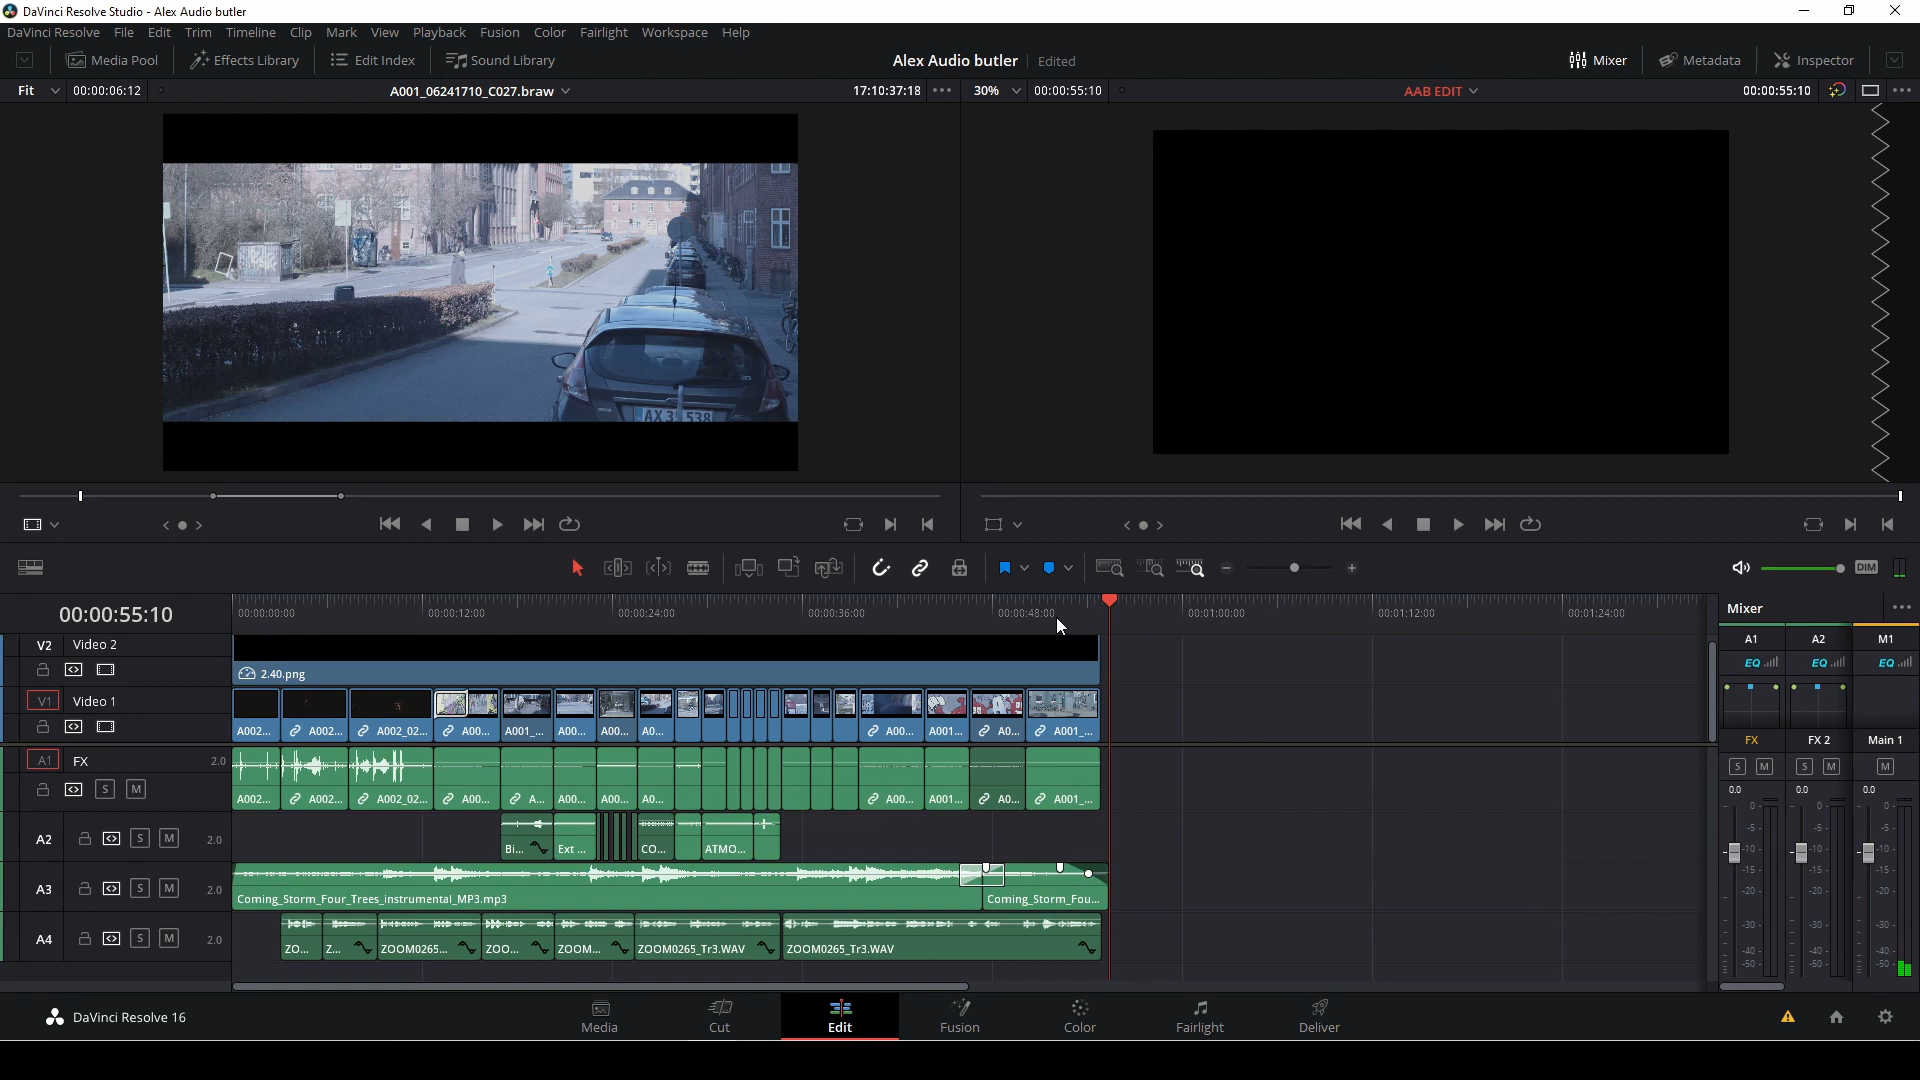 DaVinci Resolve Studio - Alex Audio butler
DaVinci Resolve File Edit Trim Timeline Clip Mark View Playback Fusion Color Fairlight Workspace Help
Media Pool Effects Library Edit Index Sound Library Alex Audio butler Edited Mixer Metadata Inspector
Fit 00:00:06:12 A001_06241710_C027.braw 17:10:37:18 30% 00:00:55:10 AAB EDIT 00:00:55:10
DIM
00:00:55:10 00:00:00:00 00:00:12:00 00:00:24:00 00:00:36:00 00:00:48:00 00:01:00:00 00:01:12:00 00:01:24:00
Mixer
V2 Video 2
2.40.png
V1 Video 1
A002... A002... A002_02... A00... A001_... A00... A00... A0... A00... A001... A0... A001_...
A1 FX 2.0
S M
A002... A002... A002_02... A00... A... A00... A00... A0... A00... A001... A0... A001_...
A2 S M 2.0
Bi... Ext ... CO... ATMO...
A3 S M 2.0
Coming_Storm_Four_Trees_instrumental_MP3.mp3 Coming_Storm_Fou...
A4 S M 2.0
ZO... Z... ZOOM0265... ZOO... ZOOM... ZOOM0265_Tr3.WAV ZOOM0265_Tr3.WAV
A1 A2 M1
EQ EQ EQ
FX FX 2 Main 1
S M S M M
0.0 0.0 0.0
0- 0- 0-
-5- -5- -5-
-10- -10- -10-
-15- -15- -15-
-20- -20- -20-
-30- -30- -30-
-40- -40- -40-
-50- -50- -50-
DaVinci Resolve 16
Media Cut Edit Fusion Color Fairlight Deliver